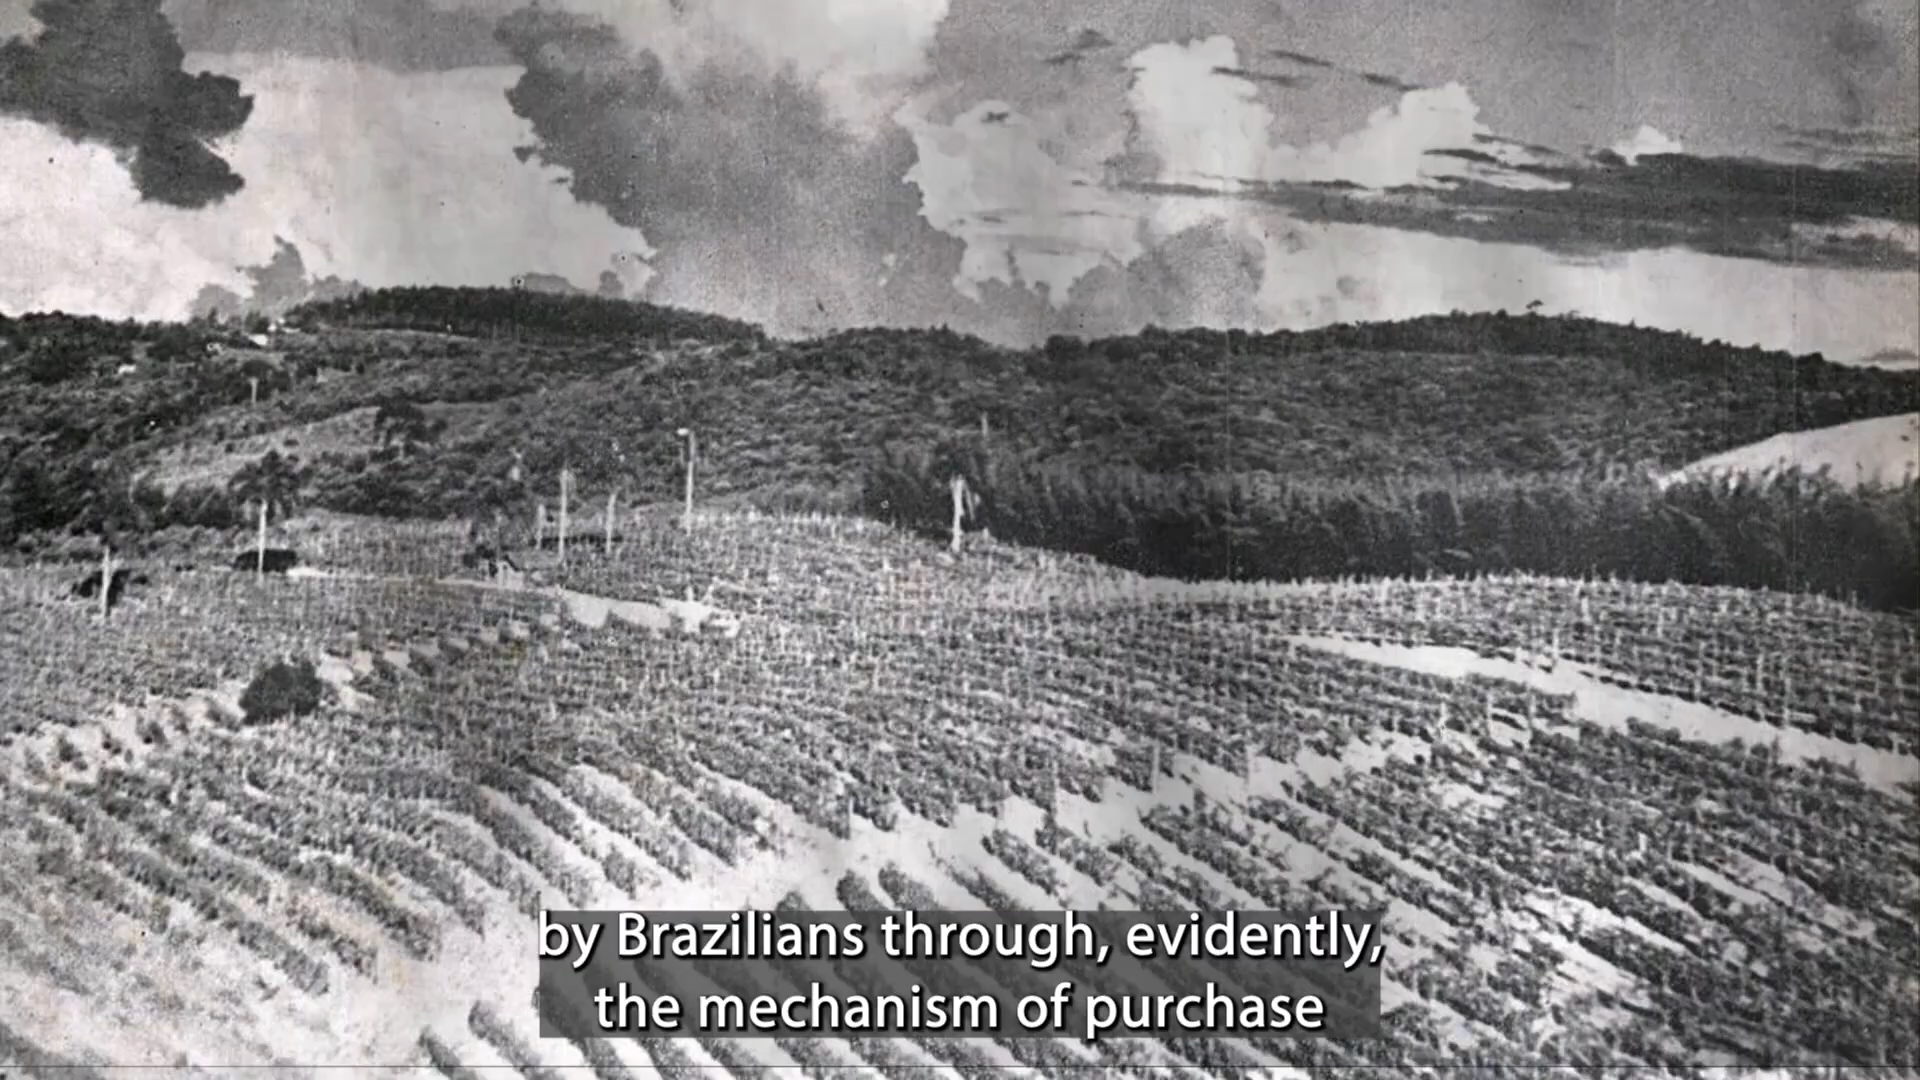 by Brazilians through, evidently,
the mechanism of purchase